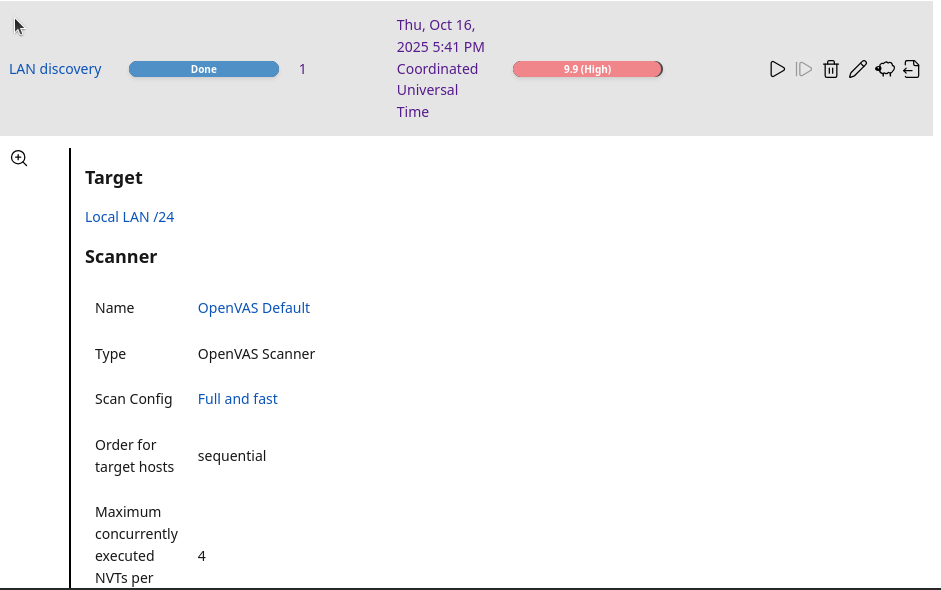 Thu, Oct 16,
2025 5:41 PM
LAN discovery Done 1 Coordinated 9.9 (High)
Universal
Time
Target
Local LAN /24
Scanner
Name OpenVAS Default
Type OpenVAS Scanner
Scan Config Full and fast
Order for
target hosts sequential
Maximum
concurrently
executed 4
NVTs per